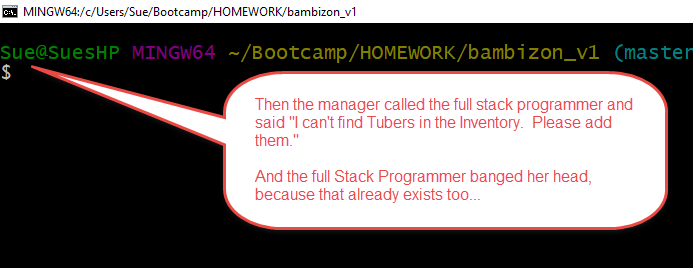 MINGW64:/c/Users/Sue/Bootcamp/HOMEWORK/bambizon_v1
Sue@SuesHP MINGW64 ~/Bootcamp/HOMEWORK/bambizon_v1 (master
$
Then the manager called the full stack programmer and
said "I can't find Tubers in the Inventory.  Please add
them."
And the full Stack Programmer banged her head,
because that already exists too...